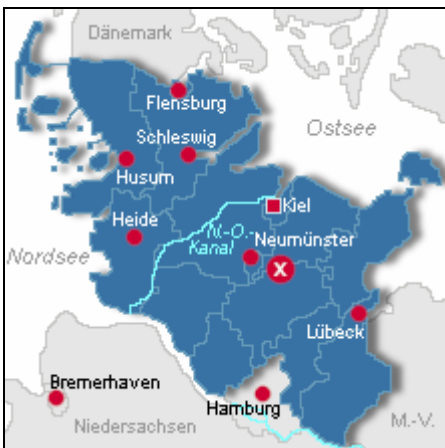 Dänemark
Flensburg
Ostsee
Schleswig
Husum
Kiel
Heide
N.-O.-
Kanal
Neumünster
Nordsee
X
Lübeck
Bremerhaven
Hamburg
Niedersachsen
M.-V.